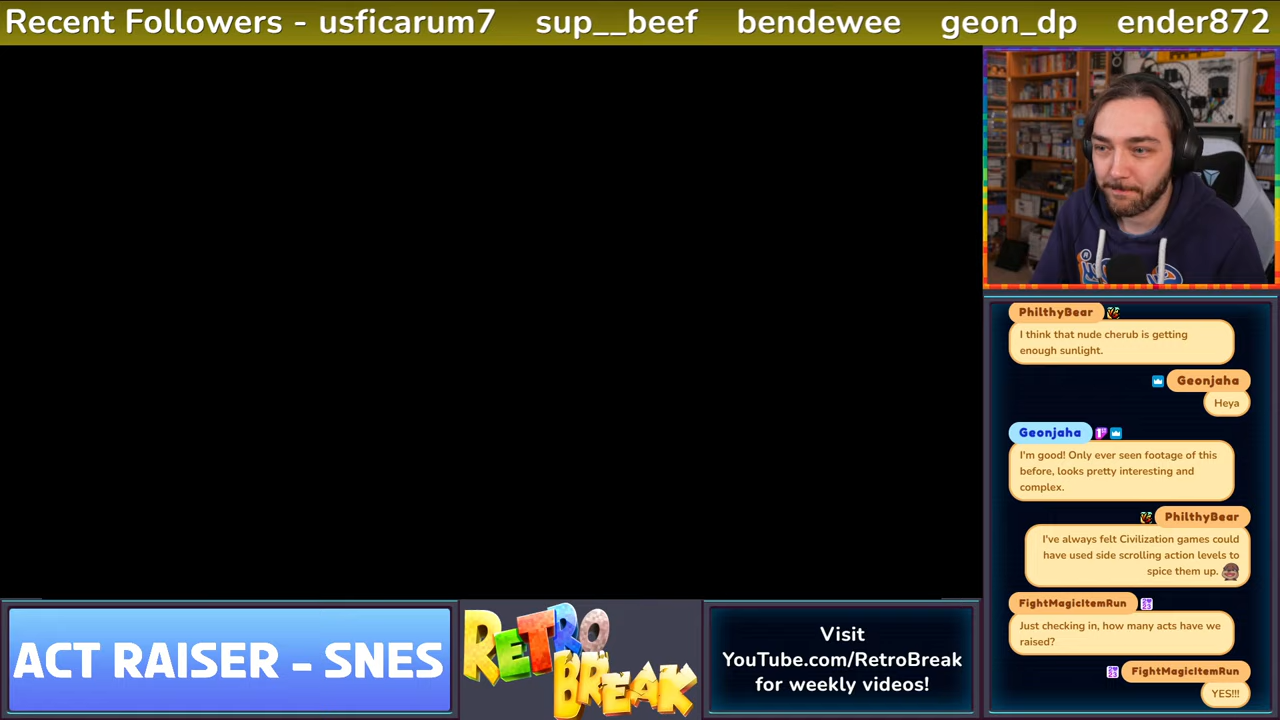 Recent Followers - usficarum7 sup__beef bendewee geon_dp ender872
PhilthyBear
I think that nude cherub is getting
enough sunlight.
Geonjaha
Heya
Geonjaha
I'm good! Only ever seen footage of this
before, looks pretty interesting and
complex.
PhilthyBear
I've always felt Civilization games could
have used side scrolling action levels to
spice them up.
FightMagicItemRun
Just checking in, how many acts have we
raised?
FightMagicItemRun
YES!!!
ACT RAISER - SNES
RETRO
BREAK
Visit
YouTube.com/RetroBreak
for weekly videos!